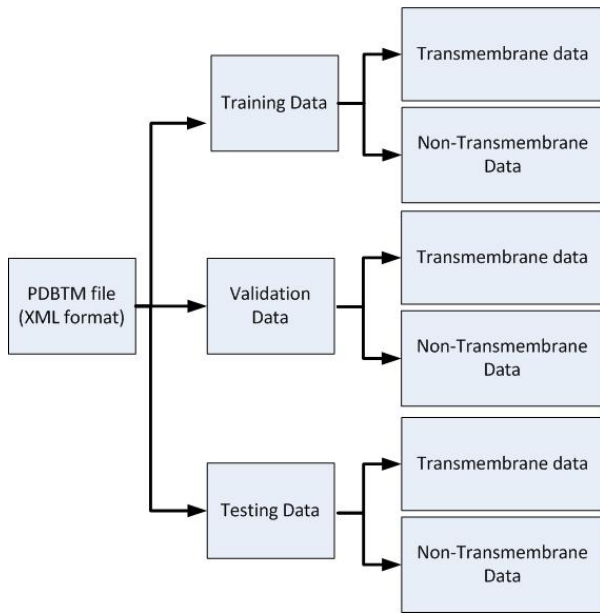 Transmembrane data
Training Data
Non-Transmembrane
Data
Transmembrane data
PDBTM file
(XML format)
Validation
Data
Non-Transmembrane
Data
Transmembrane data
Testing Data
Non-Transmembrane
Data